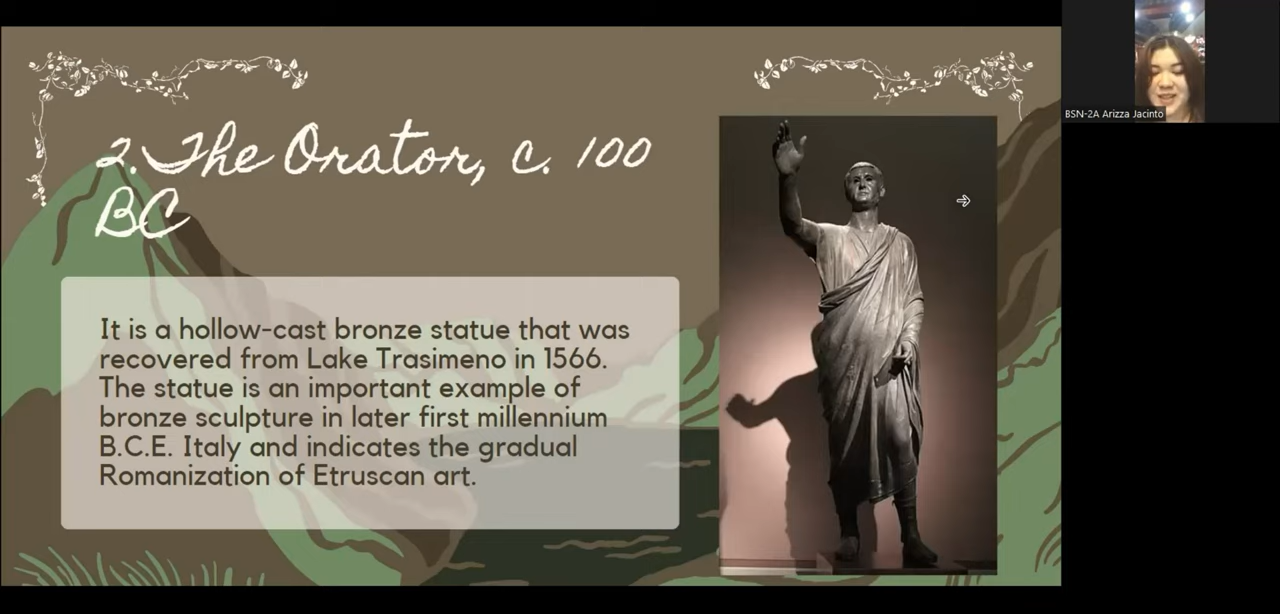 2. The Orator, c. 100
BC
It is a hollow-cast bronze statue that was
recovered from Lake Trasimeno in 1566.
The statue is an important example of
bronze sculpture in later first millennium
B.C.E. Italy and indicates the gradual
Romanization of Etruscan art.
BSN-2A Arizza Jacinto